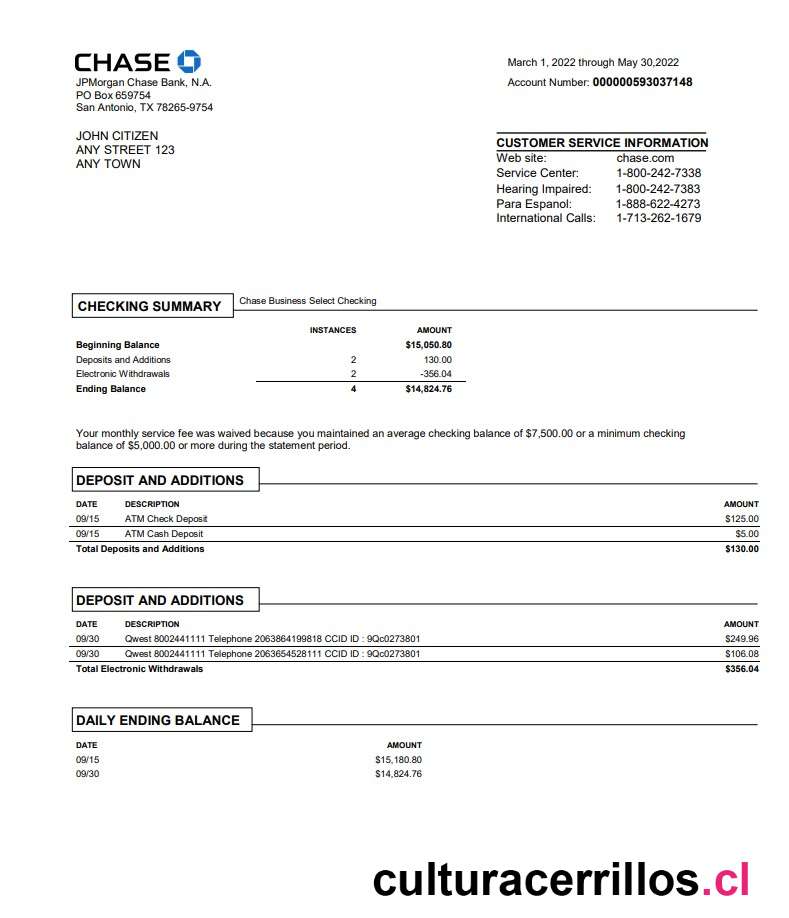 CHASE
JPMorgan Chase Bank, N.A.
PO Box 659754
San Antonio, TX 78265-9754
March 1, 2022 through May 30,2022
Account Number: 000000593037148
JOHN CITIZEN
ANY STREET 123
ANY TOWN
CUSTOMER SERVICE INFORMATION
Web site: chase.com
Service Center: 1-800-242-7338
Hearing Impaired: 1-800-242-7383
Para Espanol: 1-888-622-4273
International Calls: 1-713-262-1679
CHECKING SUMMARY Chase Business Select Checking
INSTANCES AMOUNT
Beginning Balance $15,050.80
Deposits and Additions 2 130.00
Electronic Withdrawals 2 -356.04
Ending Balance 4 $14,824.76
Your monthly service fee was waived because you maintained an average checking balance of $7,500.00 or a minimum checking
balance of $5,000.00 or more during the statement period.
DEPOSIT AND ADDITIONS
DATE DESCRIPTION AMOUNT
09/15 ATM Check Deposit $125.00
09/15 ATM Cash Deposit $5.00
Total Deposits and Additions $130.00
DEPOSIT AND ADDITIONS
DATE DESCRIPTION AMOUNT
09/30 Qwest 8002441111 Telephone 2063864199818 CCID ID : 9Qc0273801 $249.96
09/30 Qwest 8002441111 Telephone 2063654528111 CCID ID : 9Qc0273801 $106.08
Total Electronic Withdrawals $356.04
DAILY ENDING BALANCE
DATE AMOUNT
09/15 $15,180.80
09/30 $14,824.76
culturacerrillos.cl